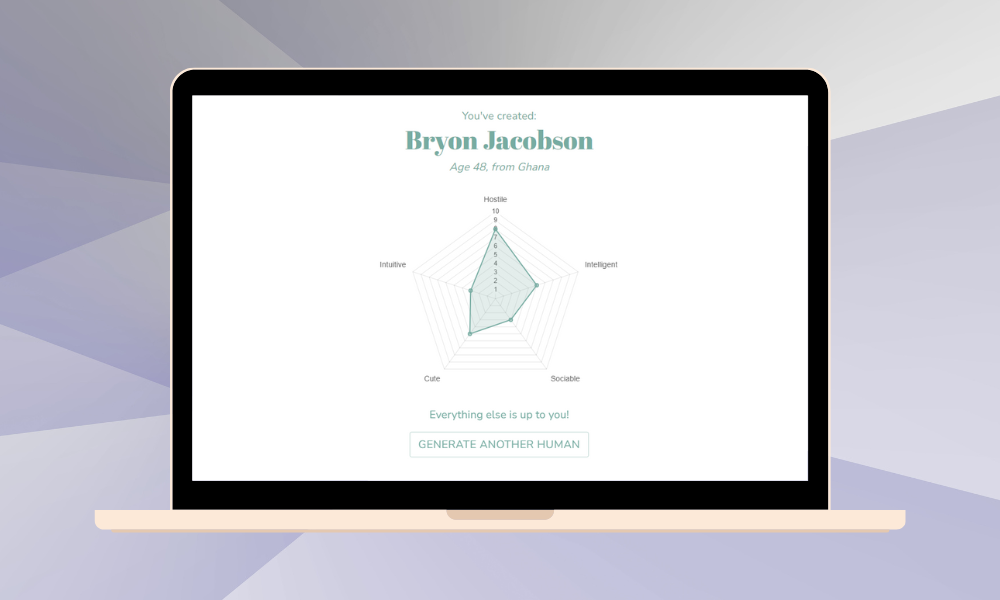 You've created:
Bryon Jacobson
Age 48, from Ghana
Hostile
10
9
8
7
6
5
4
3
2
1
Intuitive
Intelligent
Cute
Sociable
Everything else is up to you!
GENERATE ANOTHER HUMAN